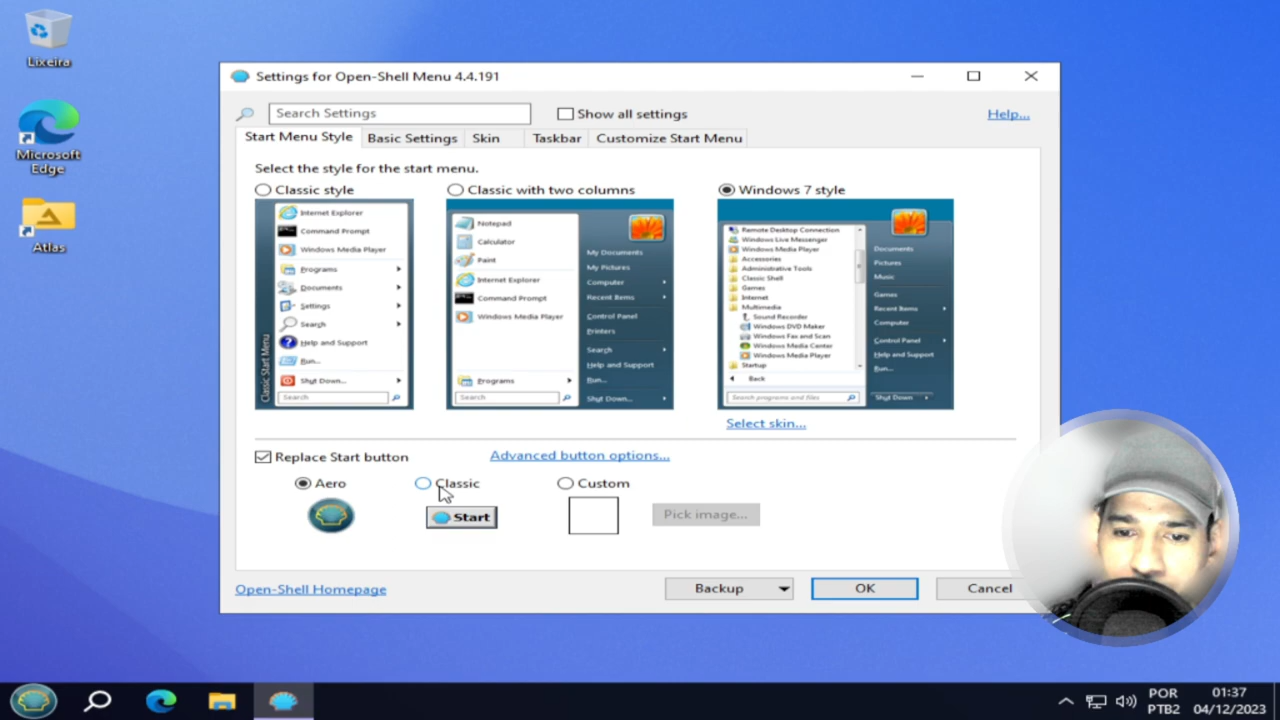 Lixeira
Microsoft
Edge
Atlas
Settings for Open-Shell Menu 4.4.191
Search Settings
Show all settings
Help...
Start Menu Style
Basic Settings
Skin
Taskbar
Customize Start Menu
Select the style for the start menu.
Classic style
Classic with two columns
Windows 7 style
Internet Explorer
Command Prompt
Windows Media Player
Programs
Documents
Settings
Search
Help and Support
Run...
Shut Down...
Search
Classic Start Menu
Notepad
Calculator
Paint
Internet Explorer
Command Prompt
Windows Media Player
Programs
Search
My Documents
My Pictures
Computer
Recent Items
Control Panel
Printers
Search
Help and Support
Run...
Shut Down...
Remote Desktop Connection
Windows Live Messenger
Windows Media Player
Accessories
Administrative Tools
Classic Shell
Games
Internet
Multimedia
Sound Recorder
Windows DVD Maker
Windows Fax and Scan
Windows Media Center
Windows Media Player
Startup
Back
Search programs and files
Documents
Pictures
Music
Games
Recent Items
Computer
Control Panel
Help and Support
Run...
Shut Down
Select skin...
Replace Start button
Advanced button options...
Aero
Classic
Custom
Start
Pick image...
Open-Shell Homepage
Backup
OK
Cancel
POR
PTB2
01:37
04/12/2023